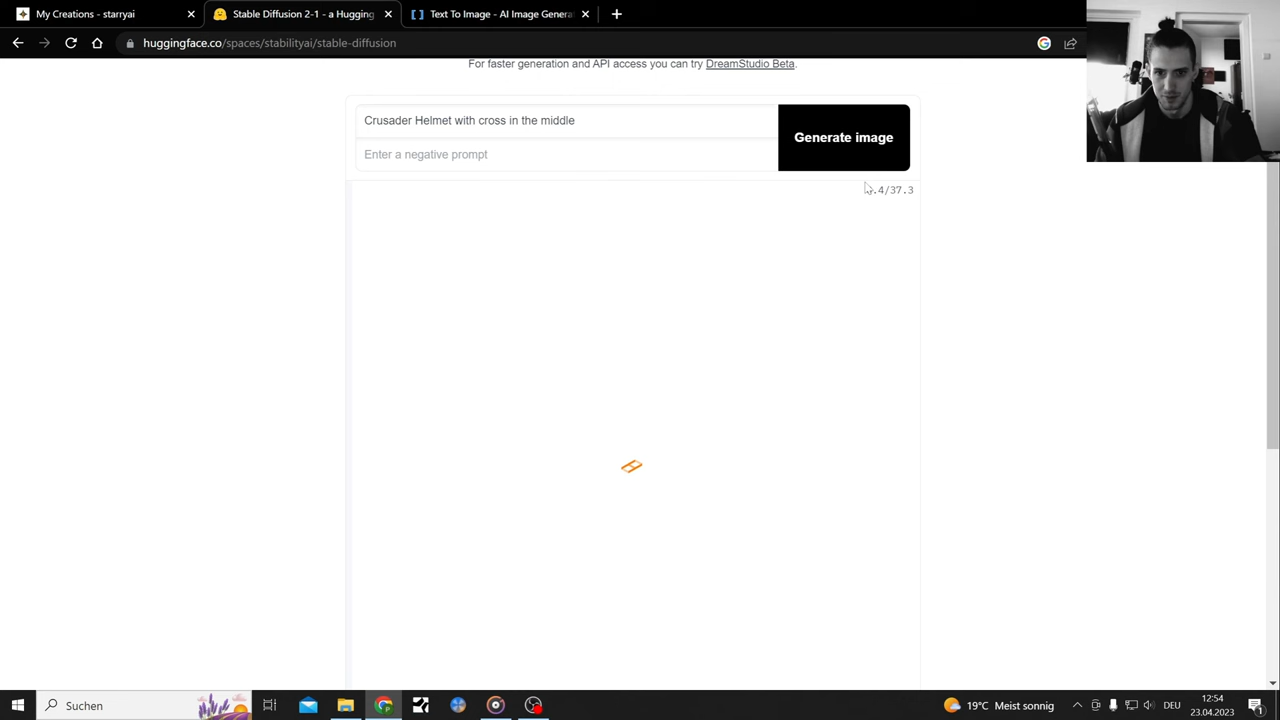 My Creations - starryai
Stable Diffusion 2-1 - a Hugging
Text To Image - AI Image Genera
huggingface.co/spaces/stabilityai/stable-diffusion
For faster generation and API access you can try DreamStudio Beta.
Crusader Helmet with cross in the middle
Generate image
Enter a negative prompt
.4/37.3
Suchen
19°C Meist sonnig
DEU
12:54
23.04.2023
1